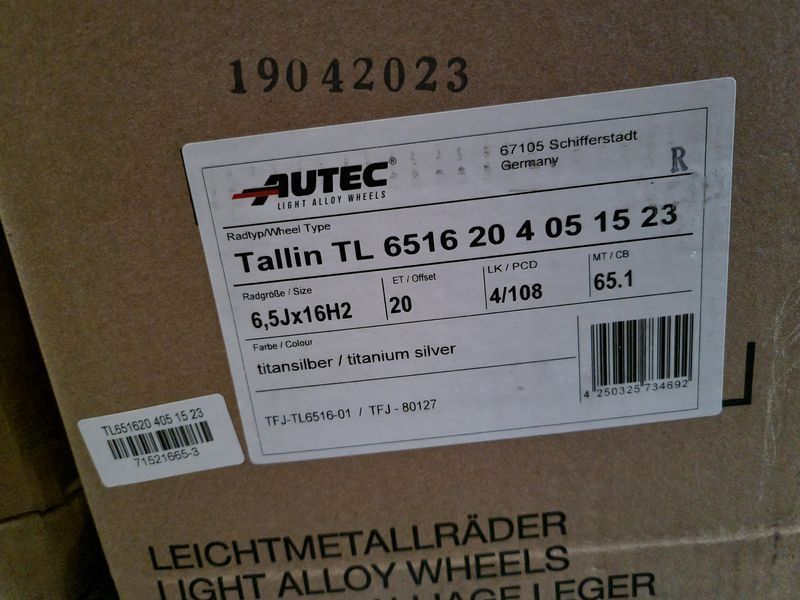 19042023
AUTEC®
LIGHT ALLOY WHEELS
67105 Schifferstadt
Germany
R
Radtyp/Wheel Type
Tallin TL 6516 20 4 05 15 23
Radgröße / Size
6,5Jx16H2
ET / Offset
20
LK / PCD
4/108
MT / CB
65.1
Farbe / Colour
titansilber / titanium silver
TFJ-TL6516-01 / TFJ - 80127
4 250325 734692
TL651620 405 15 23
71521665-3
LEICHTMETALLRÄDER
LIGHT ALLOY WHEELS
ALLIAGE LEGER